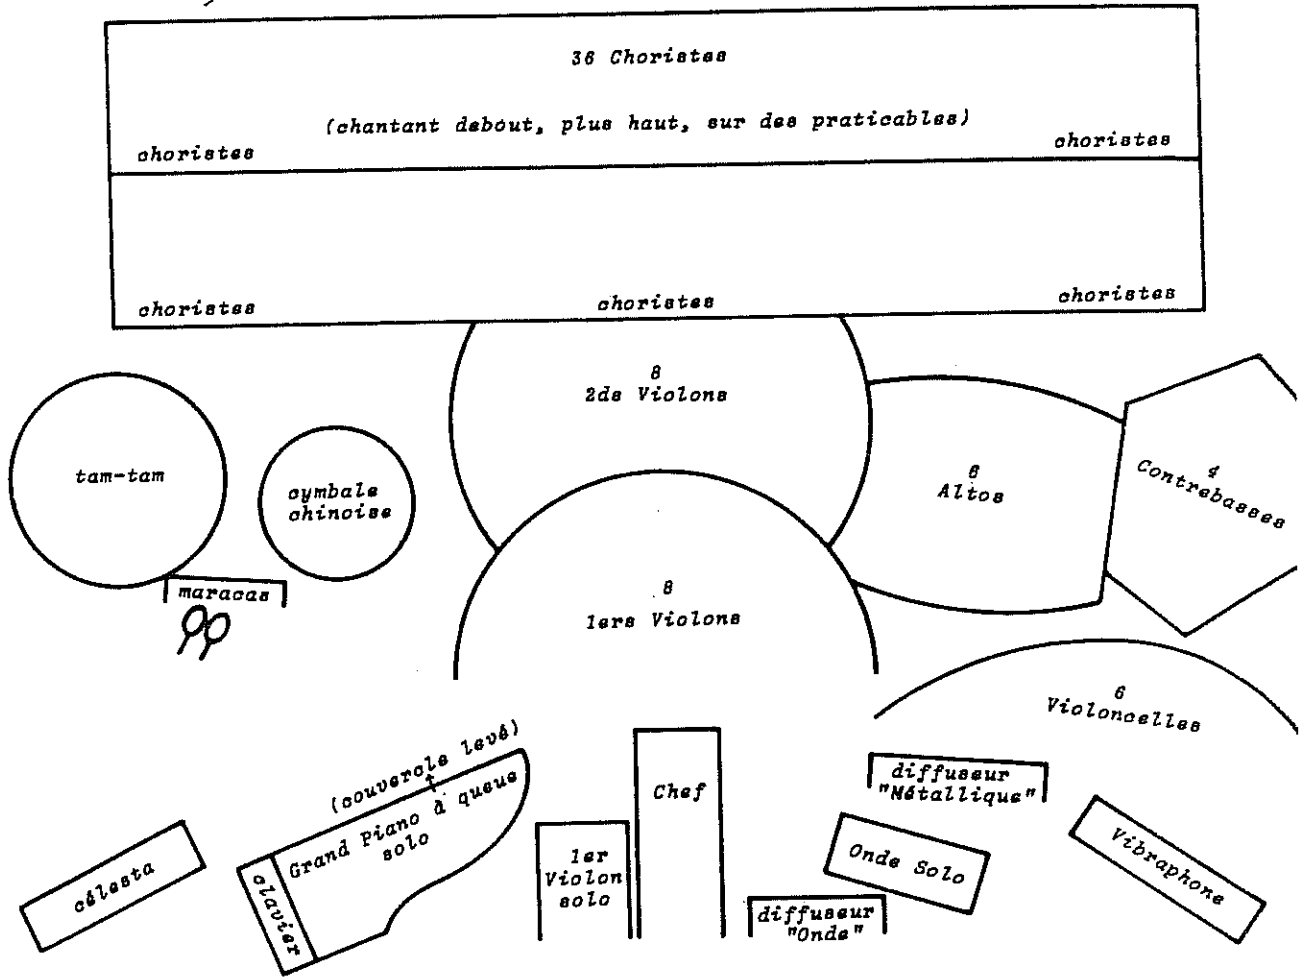 36 Choristes
(chantant debout, plus haut, sur des praticables)
choristes
choristes
choristes
choristes
choristes
8
2ds Violons
tam-tam
cymbale
chinoise
6
Altos
4
Contrebasses
maracas
8
1ers Violons
6
Violoncelles
(couvercle levé)
Grand Piano à queue
solo
clavier
célesta
1er
Violon
solo
Chef
diffuseur
"Métallique"
Onde Solo
diffuseur
"Onde"
Vibraphone